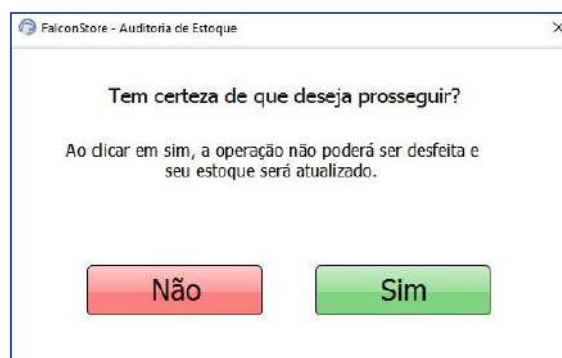 FalconStore - Auditoria de Estoque
Tem certeza de que deseja prosseguir?
Ao clicar em sim, a operação não poderá ser desfeita e
seu estoque será atualizado.
Não Sim